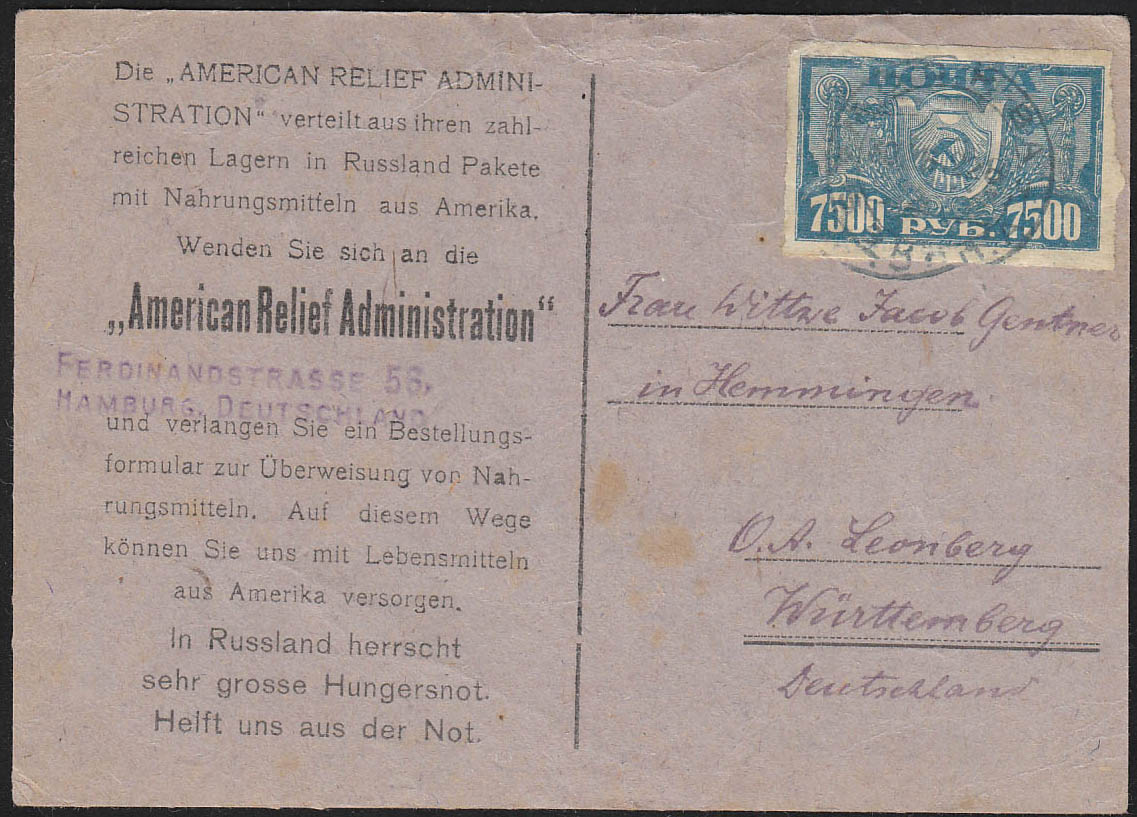 Die „AMERICAN RELIEF ADMINI-
STRATION“ verteilt aus ihren zahl-
reichen Lagern in Russland Pakete
mit Nahrungsmitteln aus Amerika.
Wenden Sie sich an die
„American Relief Administration“
FERDINANDSTRASSE 56,
HAMBURG, DEUTSCHLAND
und verlangen Sie ein Bestellungs-
formular zur Überweisung von Nah-
rungsmitteln. Auf diesem Wege
können Sie uns mit Lebensmitteln
aus Amerika versorgen.
In Russland herrscht
sehr grosse Hungersnot.
Helft uns aus der Not.
ПОЧТА
7500 РУБ. 7500
Frau Wittwe Jacob Gentner
in Hemmingen.
O. A. Leonberg
Württemberg
Deutschland